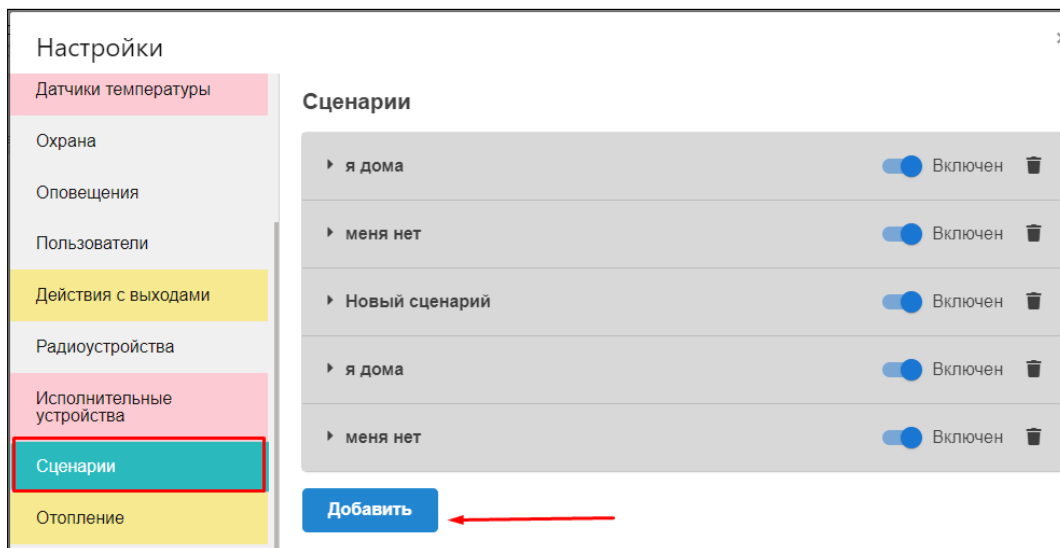 Настройки
Датчики температуры
Охрана
Оповещения
Пользователи
Действия с выходами
Радиоустройства
Исполнительные
устройства
Сценарии
Отопление
Сценарии
я дома Включен
меня нет Включен
Новый сценарий Включен
я дома Включен
меня нет Включен
Добавить